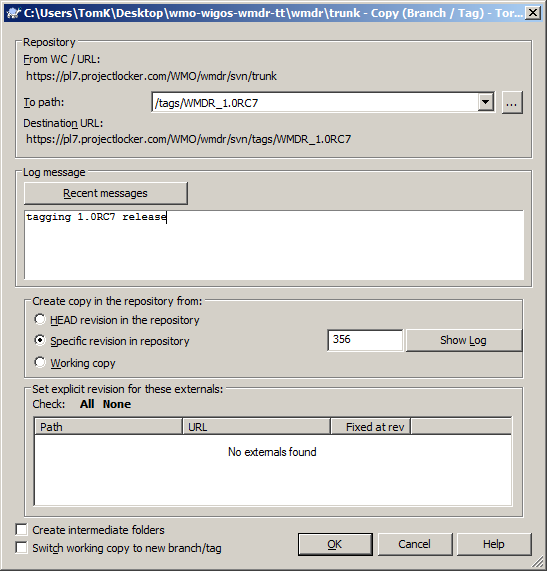 C:\Users\TomK\Desktop\wmo-wigos-wmdr-tt\wmdr\trunk - Copy (Branch / Tag) - Tor...
Repository
From WC / URL:
https://pl7.projectlocker.com/WMO/wmdr/svn/trunk
To path:
/tags/WMDR_1.0RC7
...
Destination URL:
https://pl7.projectlocker.com/WMO/wmdr/svn/tags/WMDR_1.0RC7
Log message
Recent messages
tagging 1.0RC7 release
Create copy in the repository from:
HEAD revision in the repository
Specific revision in repository
356
Show Log
Working copy
Set explicit revision for these externals:
Check: All None
Path URL Fixed at rev
No externals found
Create intermediate folders
Switch working copy to new branch/tag
OK Cancel Help